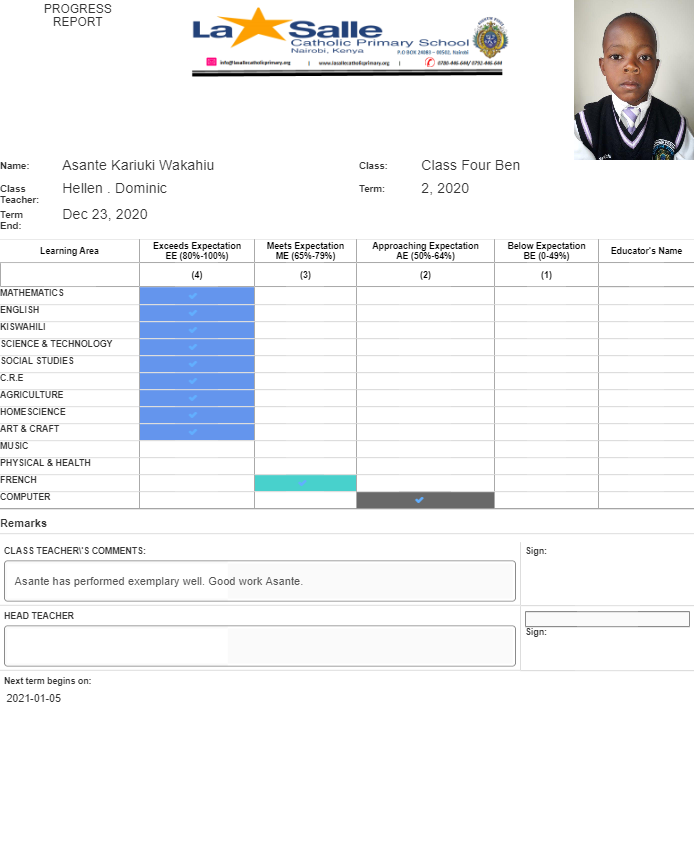 PROGRESS
REPORT
La Salle
Catholic Primary School
Nairobi, Kenya
P.O BOX 24083 - 00502, Nairobi
info@lasallecatholicprimary.org | www.lasallecatholicprimary.org | 0780-446-644/ 0792-446-644
Name: Asante Kariuki Wakahiu Class: Class Four Ben
Class Teacher: Hellen . Dominic Term: 2, 2020
Term End: Dec 23, 2020
Learning Area Exceeds Expectation EE (80%-100%) Meets Expectation ME (65%-79%) Approaching Expectation AE (50%-64%) Below Expectation BE (0-49%) Educator's Name
(4) (3) (2) (1)
MATHEMATICS
ENGLISH
KISWAHILI
SCIENCE & TECHNOLOGY
SOCIAL STUDIES
C.R.E
AGRICULTURE
HOMESCIENCE
ART & CRAFT
MUSIC
PHYSICAL & HEALTH
FRENCH
COMPUTER
Remarks
CLASS TEACHER\'S COMMENTS: Sign:
Asante has performed exemplary well. Good work Asante.
HEAD TEACHER
Sign:
Next term begins on:
2021-01-05